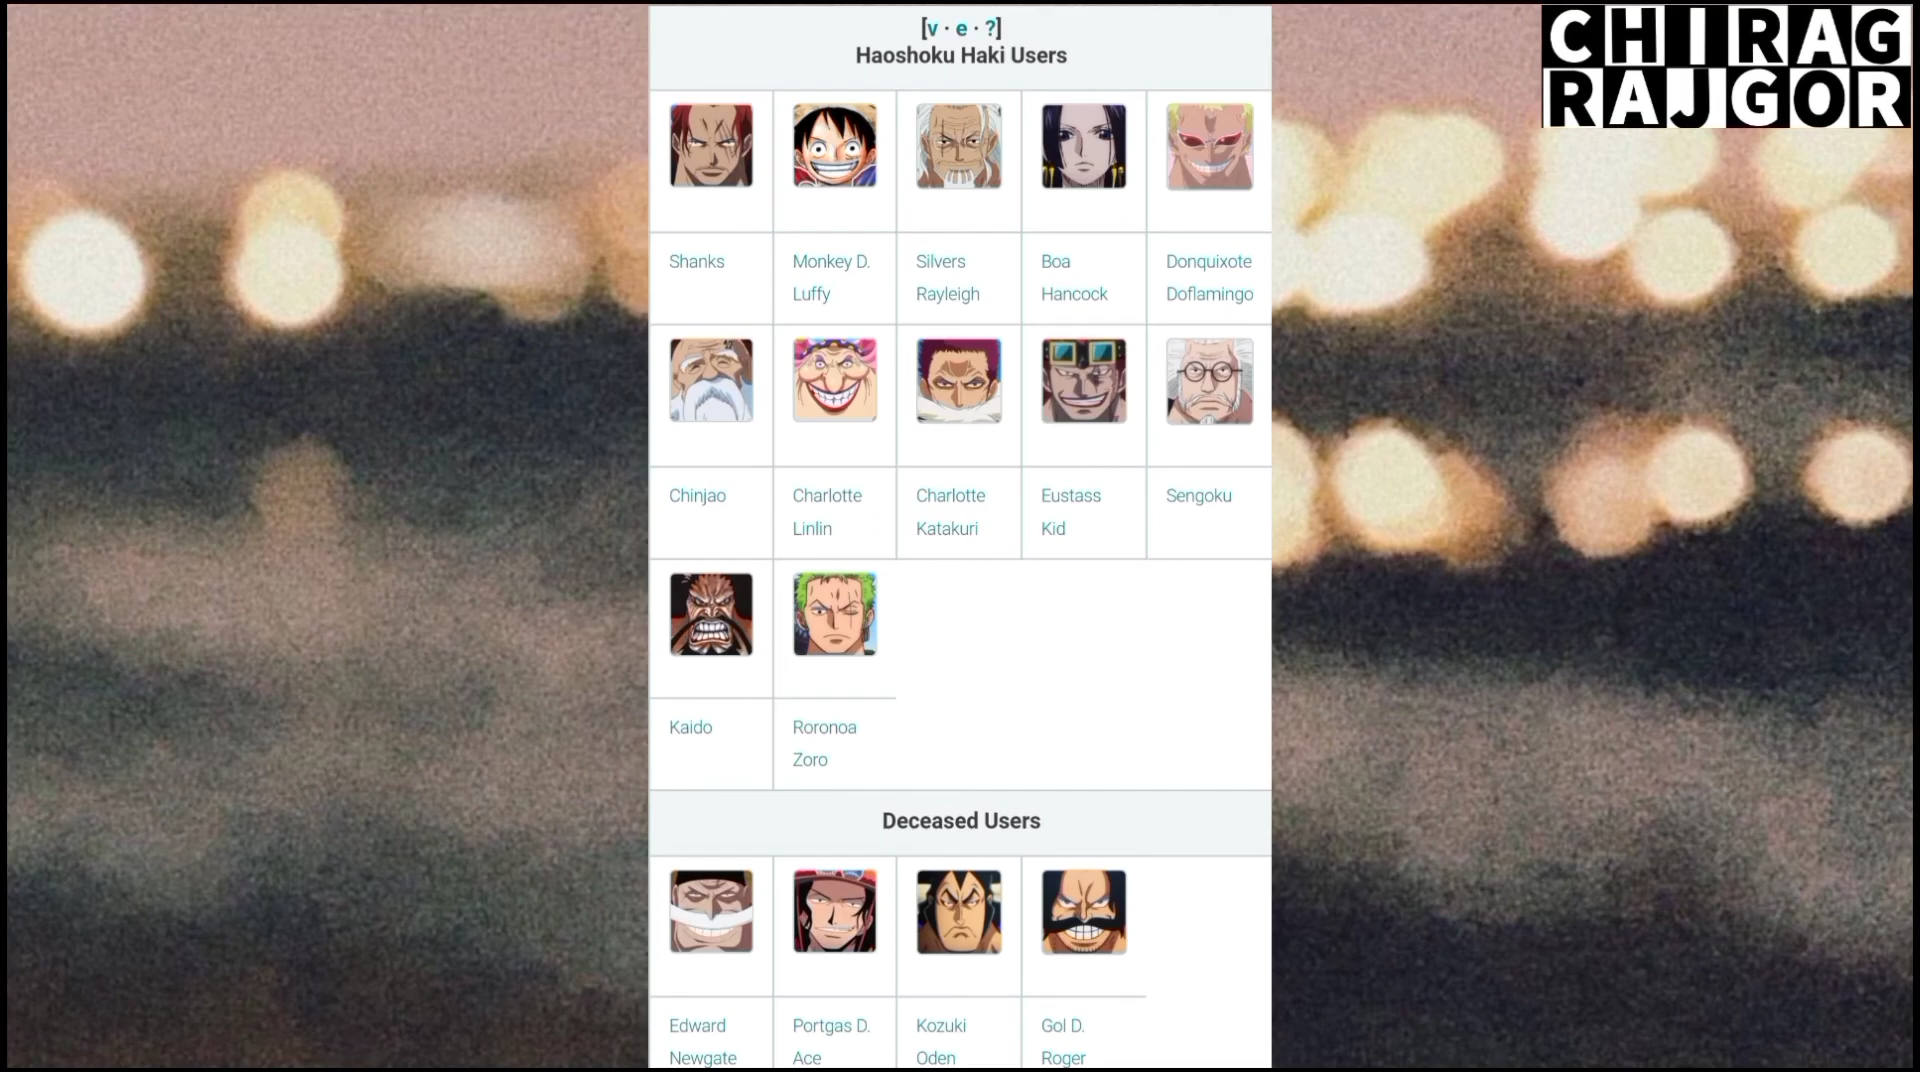 CHIRAG
RAJGOR
[v · e · ?]
Haoshoku Haki Users
Shanks
Monkey D.
Luffy
Silvers
Rayleigh
Boa
Hancock
Donquixote
Doflamingo
Chinjao
Charlotte
Linlin
Charlotte
Katakuri
Eustass
Kid
Sengoku
Kaido
Roronoa
Zoro
Deceased Users
Edward
Newgate
Portgas D.
Ace
Kozuki
Oden
Gol D.
Roger